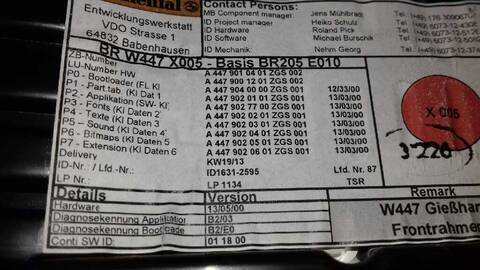 Entwicklungswerkstatt
VDO Strasse 1
64832 Babenhausen
Contact Persons:
MB Component manager: Jens Mühlbrad
ID Project manager Heiko Schulz
ID Hardware Roland Pick
ID Software Michael Burschik
ID Mechanik Nehm Georg
BR W447 X005 - Basis BR205 E010
ZB-Number A 447 901 04 01 ZGS 001
LU-Number HW A 447 900 12 00 ZGS 002
P0 - Bootloader (FL KI A 447 904 01 00 ZGS 001 12/33/00
P1 - Part tab. (KI Dat 1 A 447 902 00 01 ZGS 001 13/03/00
P2 - Applikation (SW- KI A 447 902 77 00 ZGS 001 13/03/00
P3 - Fonts (KI Daten 2 A 447 902 03 01 ZGS 001 13/03/00
P4 - Texte (KI Daten 3 A 447 902 04 01 ZGS 001 13/03/00
P5 - Sound (KI Daten 4 A 447 902 02 01 ZGS 001 13/03/00
P6 - Bitmaps (KI Daten 5 A 447 902 05 01 ZGS 001 13/03/00
P7 - Extension (KI Daten 6 A 447 902 06 01 ZGS 001 13/03/00
Delivery KW19/13
ID-Nr. / Lfd-Nr. ID1631-2595 Lfd. Nr. 87
LP Nr. LP 1134 TSR
X 005
3220
Details Version Remark
Hardware 13/05/00 W447 Gießhar
Diagnosekennung Application B2/03 Frontrahme
Diagnosekennung B2/E0
Conti SW ID: 01 18 00